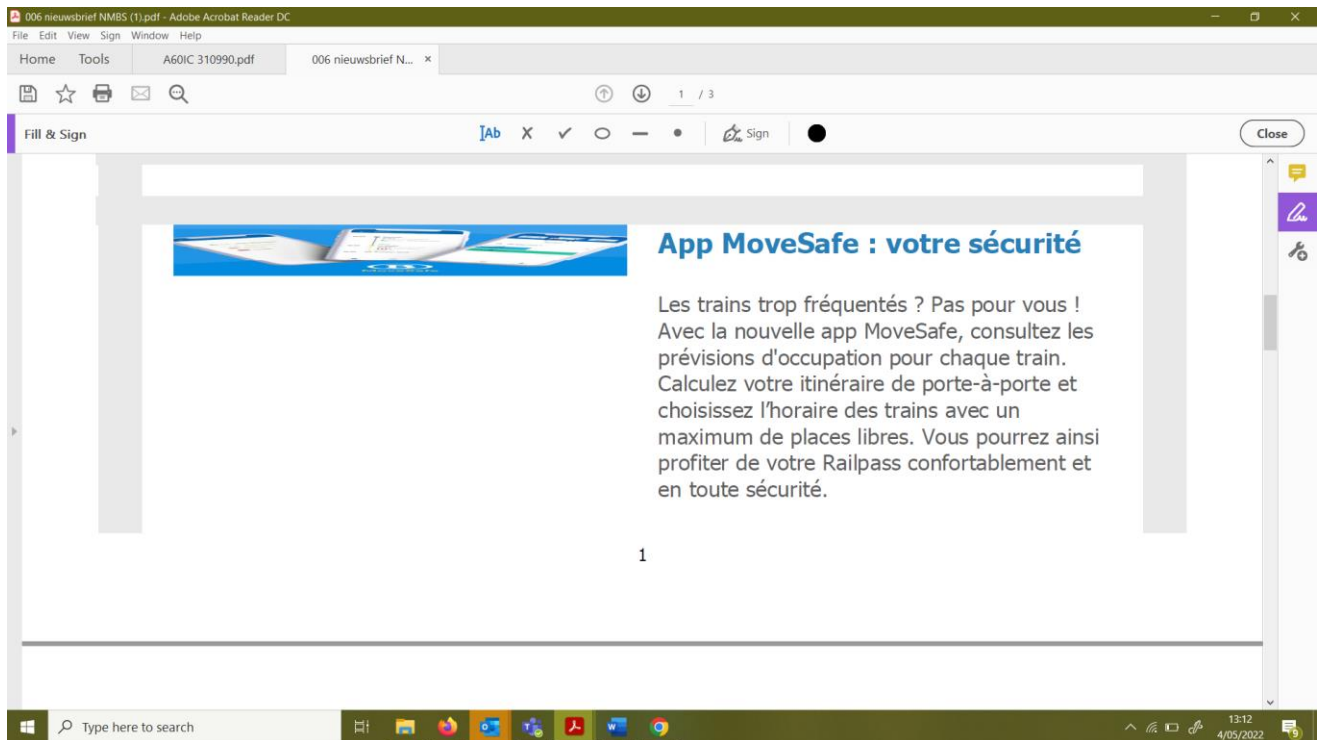 006 nieuwsbrief NMBS (1).pdf - Adobe Acrobat Reader DC
File Edit View Sign Window Help
Home Tools A60IC 310990.pdf 006 nieuwsbrief N... ×
1 / 3
Fill & Sign
Ab
Sign
Close
App MoveSafe : votre sécurité
Les trains trop fréquentés ? Pas pour vous !
Avec la nouvelle app MoveSafe, consultez les
prévisions d'occupation pour chaque train.
Calculez votre itinéraire de porte-à-porte et
choisissez l’horaire des trains avec un
maximum de places libres. Vous pourrez ainsi
profiter de votre Railpass confortablement et
en toute sécurité.
1
Type here to search
13:12
4/05/2022
9